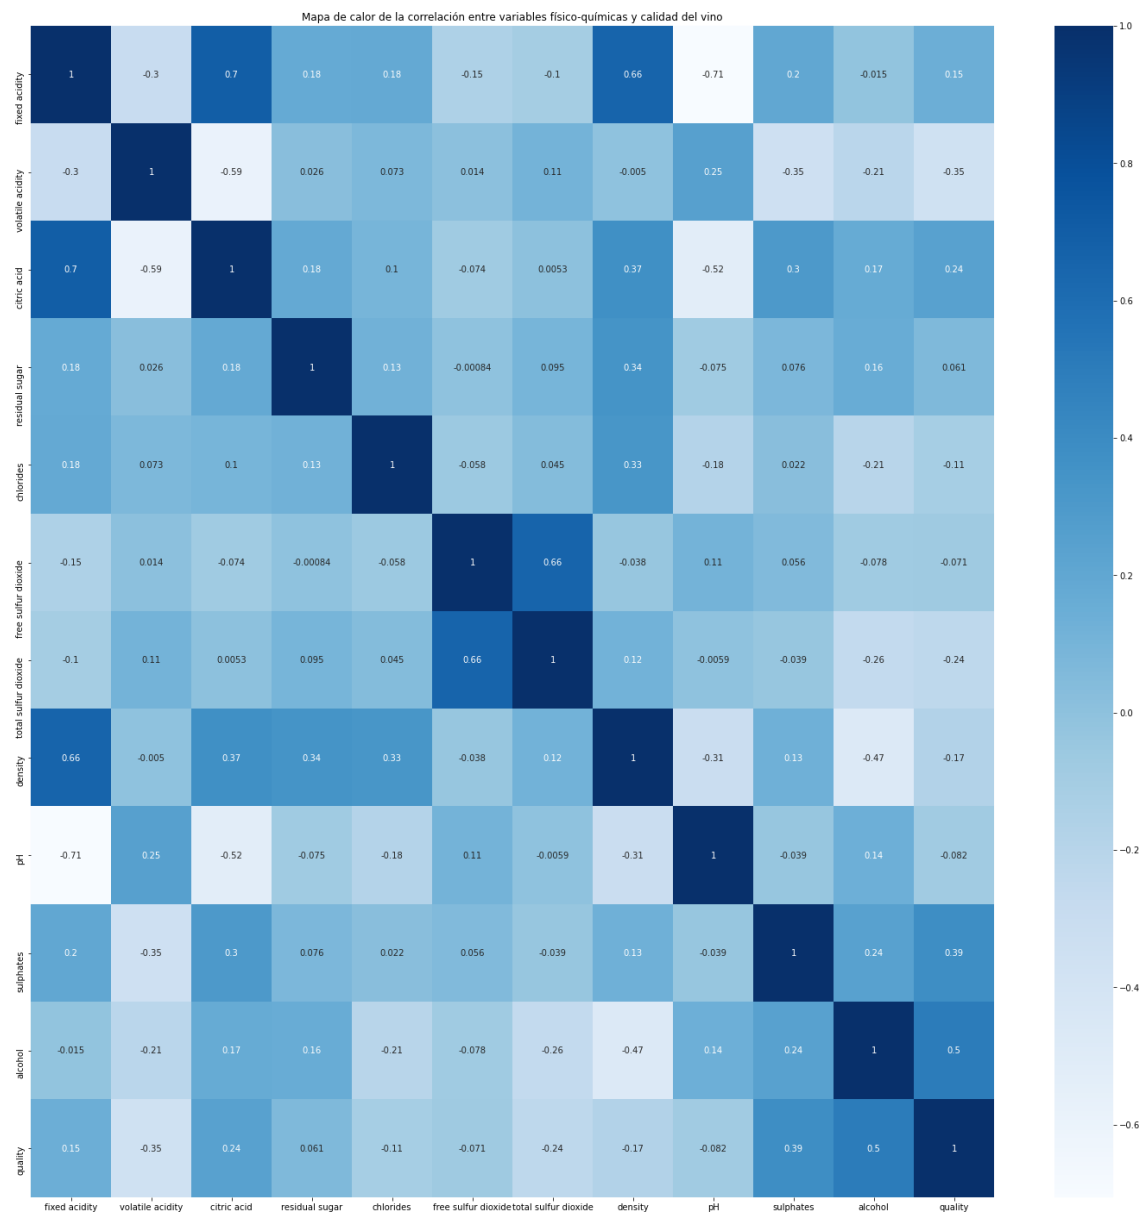 Mapa de calor de la correlación entre variables físico-químicas y calidad del vino
fixed acidity 1 -0.3 0.7 0.18 0.18 -0.15 -0.1 0.66 -0.71 0.2 -0.015 0.15
volatile acidity -0.3 1 -0.59 0.026 0.073 0.014 0.11 -0.005 0.25 -0.35 -0.21 -0.35
citric acid 0.7 -0.59 1 0.18 0.1 -0.074 0.0053 0.37 -0.52 0.3 0.17 0.24
residual sugar 0.18 0.026 0.18 1 0.13 -0.00084 0.095 0.34 -0.075 0.076 0.16 0.061
chlorides 0.18 0.073 0.1 0.13 1 -0.058 0.045 0.33 -0.18 0.022 -0.21 -0.11
free sulfur dioxide -0.15 0.014 -0.074 -0.00084 -0.058 1 0.66 -0.038 0.11 0.056 -0.078 -0.071
total sulfur dioxide -0.1 0.11 0.0053 0.095 0.045 0.66 1 0.12 -0.0059 -0.039 -0.26 -0.24
density 0.66 -0.005 0.37 0.34 0.33 -0.038 0.12 1 -0.31 0.13 -0.47 -0.17
pH -0.71 0.25 -0.52 -0.075 -0.18 0.11 -0.0059 -0.31 1 -0.039 0.14 -0.082
sulphates 0.2 -0.35 0.3 0.076 0.022 0.056 -0.039 0.13 -0.039 1 0.24 0.39
alcohol -0.015 -0.21 0.17 0.16 -0.21 -0.078 -0.26 -0.47 0.14 0.24 1 0.5
quality 0.15 -0.35 0.24 0.061 -0.11 -0.071 -0.24 -0.17 -0.082 0.39 0.5 1
fixed acidity volatile acidity citric acid residual sugar chlorides free sulfur dioxide total sulfur dioxide density pH sulphates alcohol quality
1.0
0.8
0.6
0.4
0.2
0.0
−0.2
−0.4
−0.6